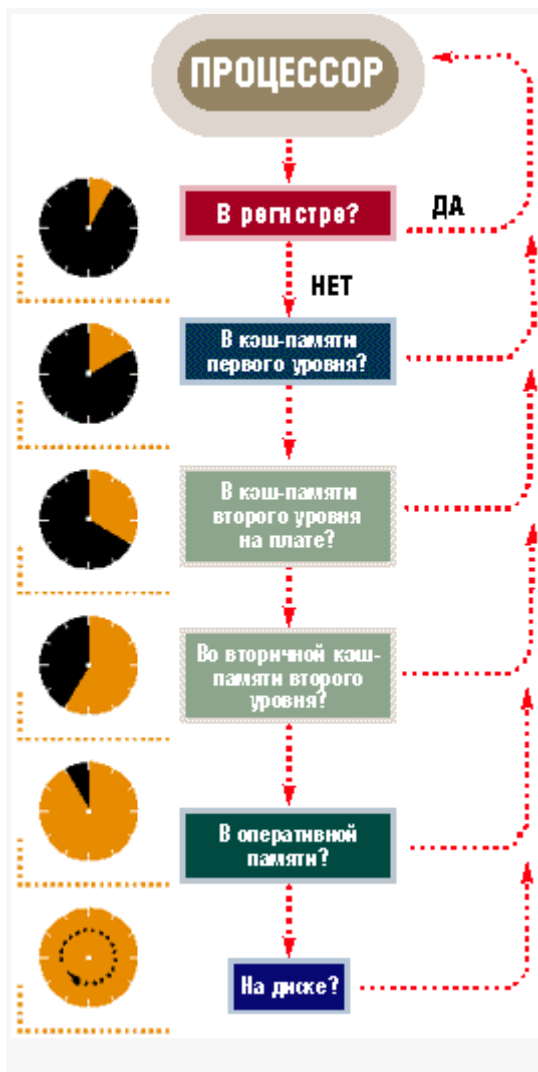 ПРОЦЕССОР
В регистре?
ДА
НЕТ
В кэш-памяти
первого уровня?
В кэш-памяти
второго уровня
на плате?
Во вторичной кэш-
памяти второго
уровня?
В оперативной
памяти?
На диске?